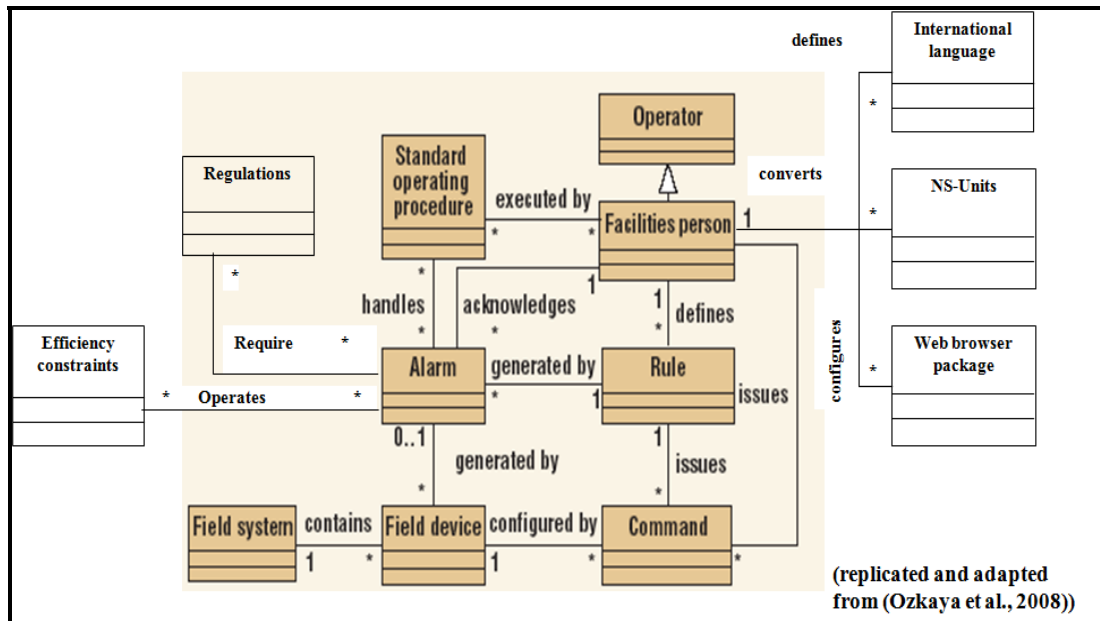 International
language
defines
*
Operator
Standard
operating
procedure
Regulations
converts
NS-Units
executed by
Facilities person
1
*
*
*
*
*
1
1
handles
acknowledges
defines
*
*
*
configures
Efficiency
constraints
Require
*
Alarm
generated by
Rule
issues
Web browser
package
*
*
Operates
*
*
1
0..1
1
generated by
issues
*
*
Field system
contains
Field device
configured by
Command
1
*
1
*
*
(replicated and adapted
from (Ozkaya et al., 2008))